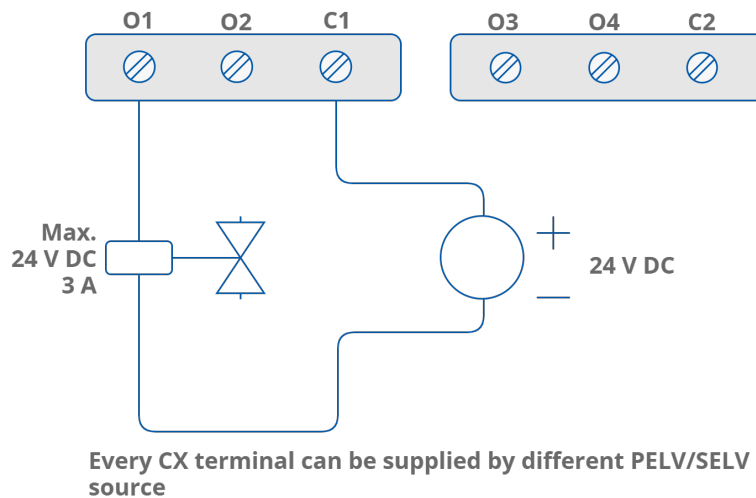 O1 O2 C1 O3 O4 C2
Max.
24 V DC
3 A
24 V DC
Every CX terminal can be supplied by different PELV/SELV
source